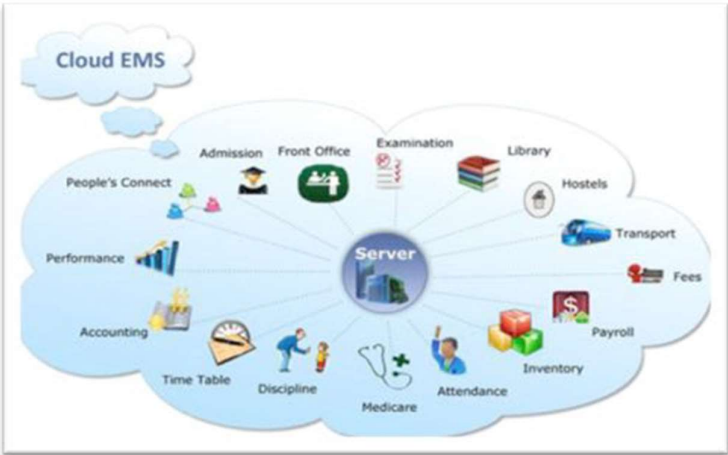 Cloud EMS
Admission
Front Office
Examination
Library
People's Connect
Hostels
Server
Transport
Performance
Fees
Accounting
Payroll
Time Table
Discipline
Medicare
Attendance
Inventory